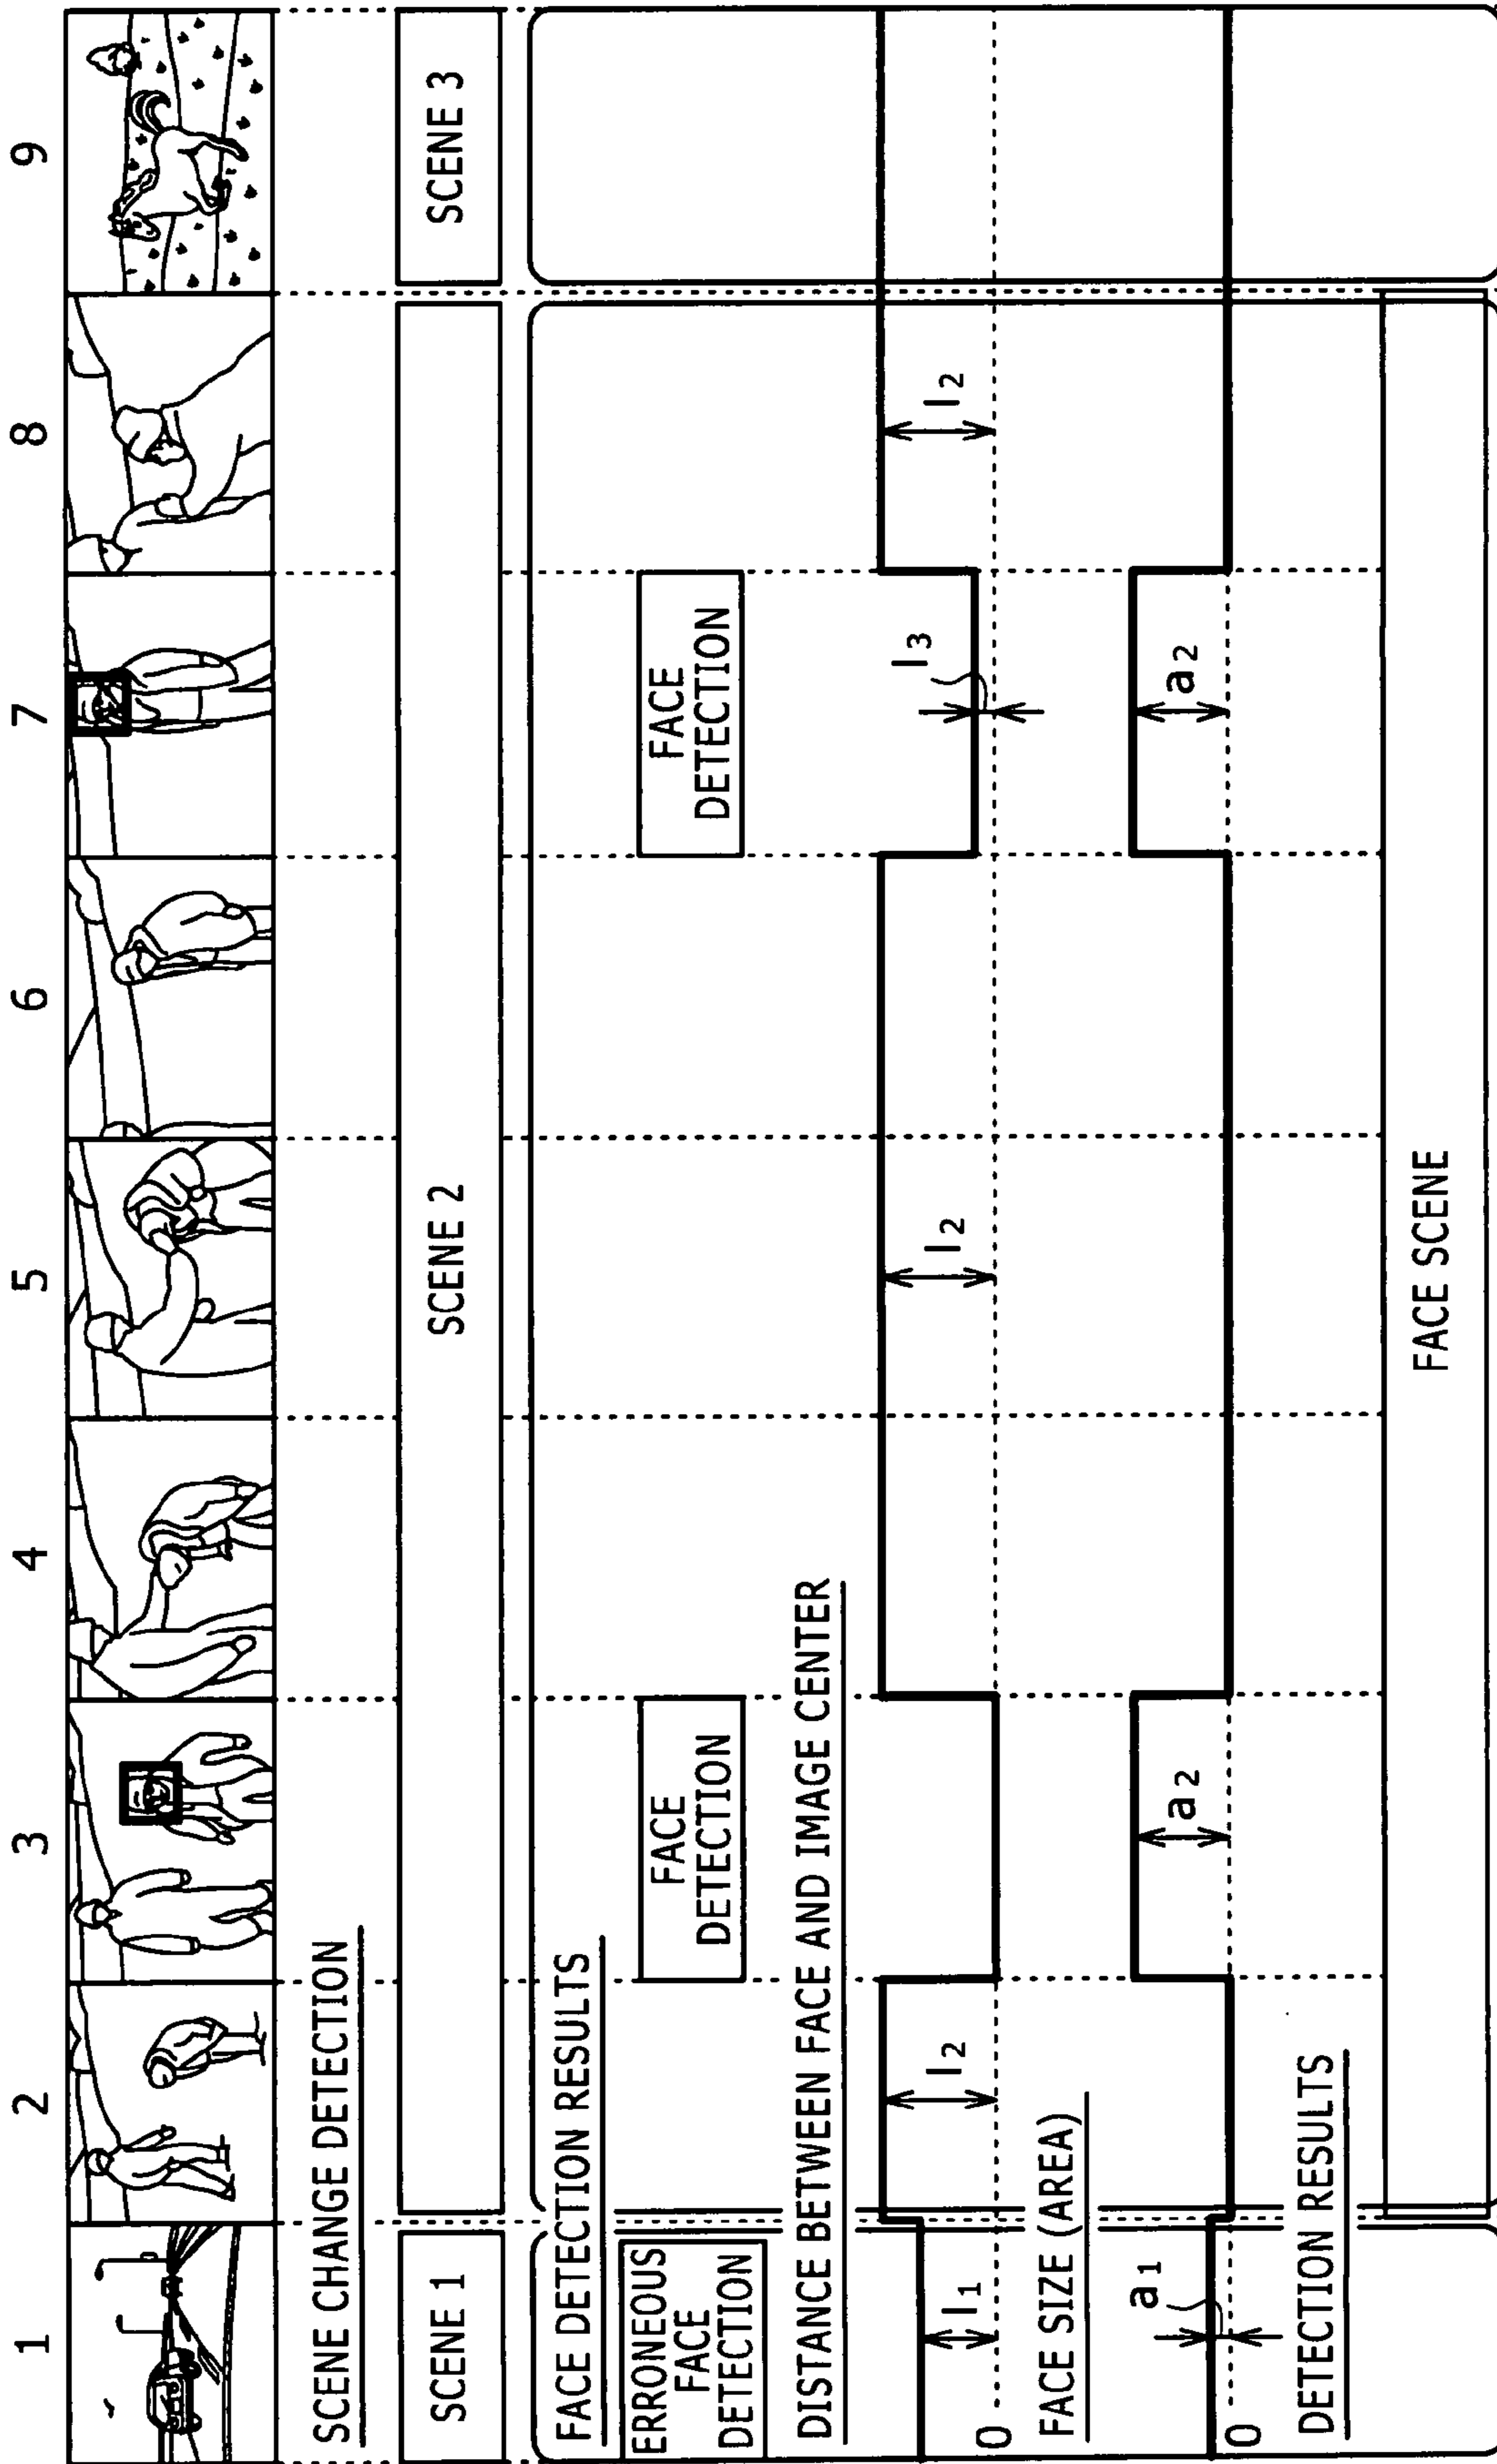 1 2 3 4 5 6 7 8 9
SCENE CHANGE DETECTION
SCENE 1 SCENE 2 SCENE 3
FACE DETECTION RESULTS
ERRONEOUS
FACE
DETECTION
FACE
DETECTION
FACE
DETECTION
DISTANCE BETWEEN FACE AND IMAGE CENTER
l1 l2 l2 l3 l2
0
FACE SIZE (AREA)
a1 a2 a2
0
DETECTION RESULTS
FACE SCENE